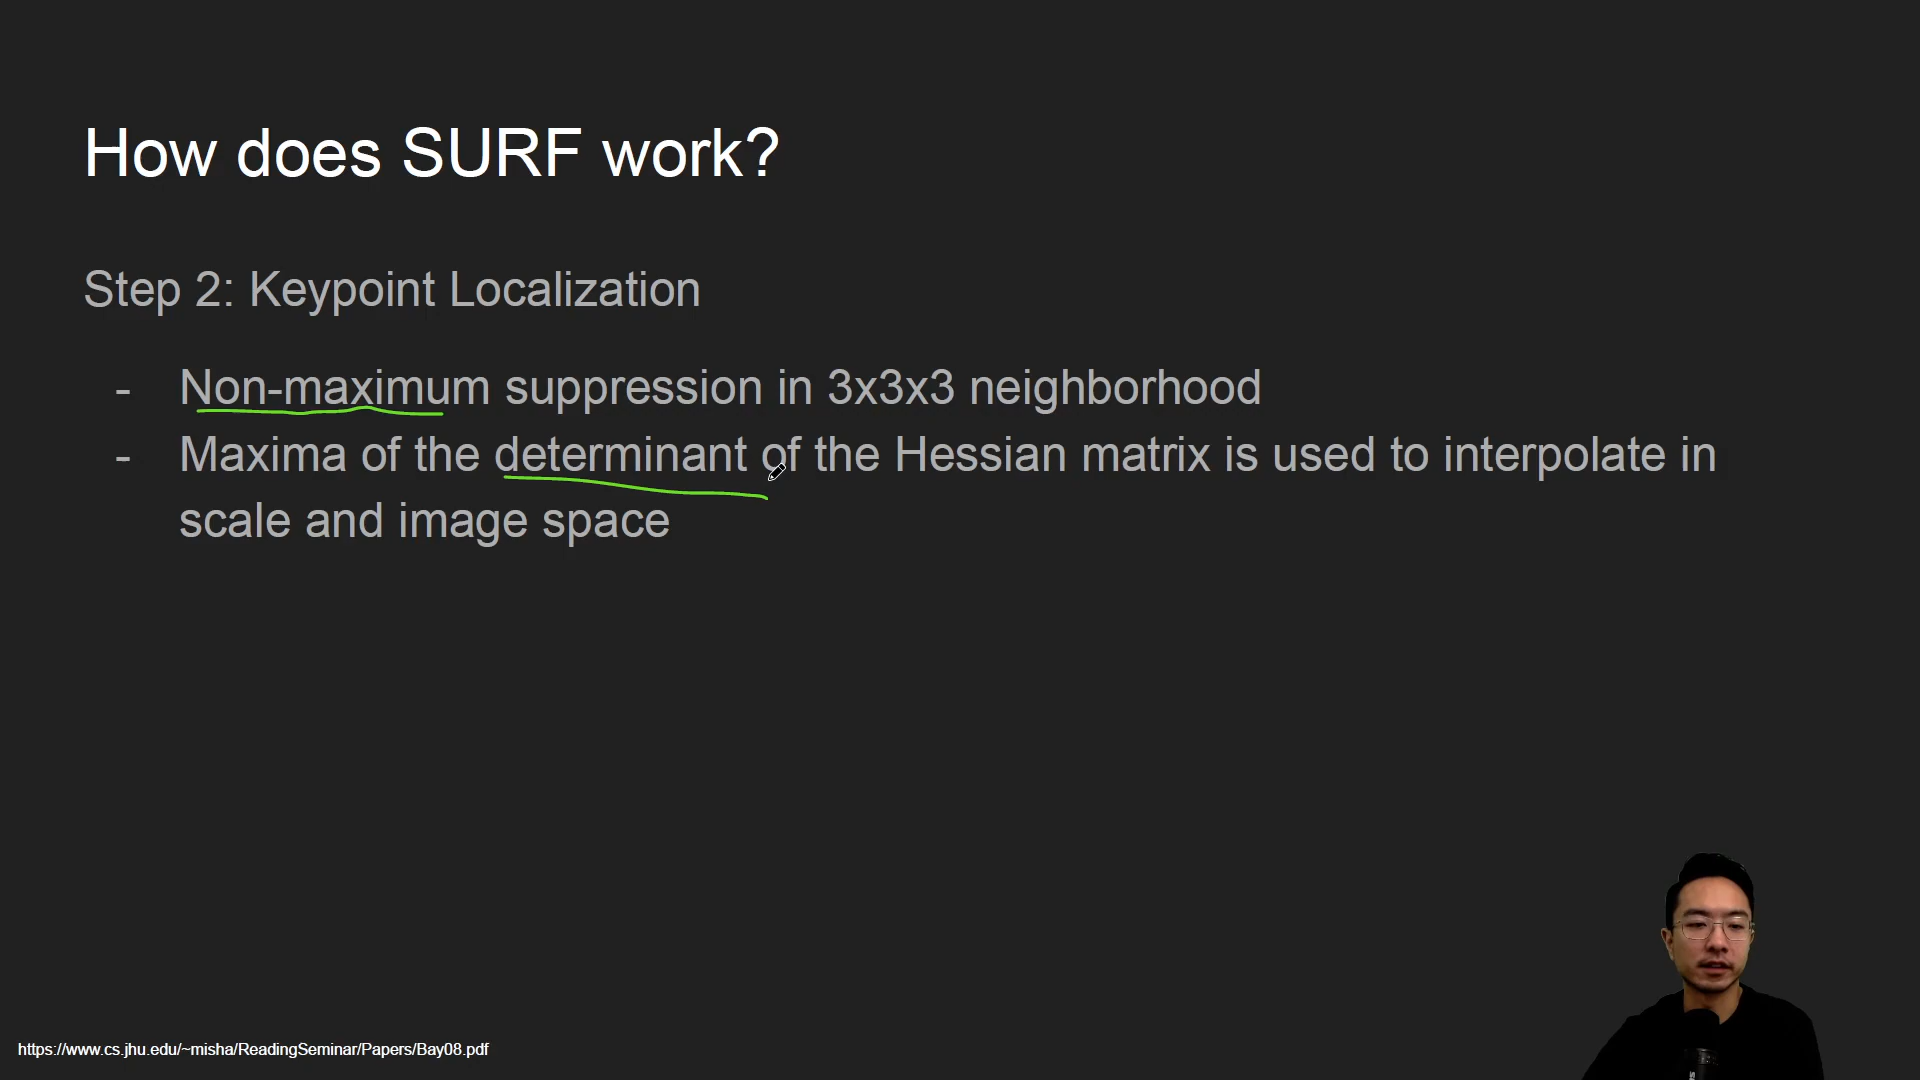 How does SURF work?
Step 2: Keypoint Localization
- Non-maximum suppression in 3x3x3 neighborhood
- Maxima of the determinant of the Hessian matrix is used to interpolate in
scale and image space
https://www.cs.jhu.edu/~misha/ReadingSeminar/Papers/Bay08.pdf